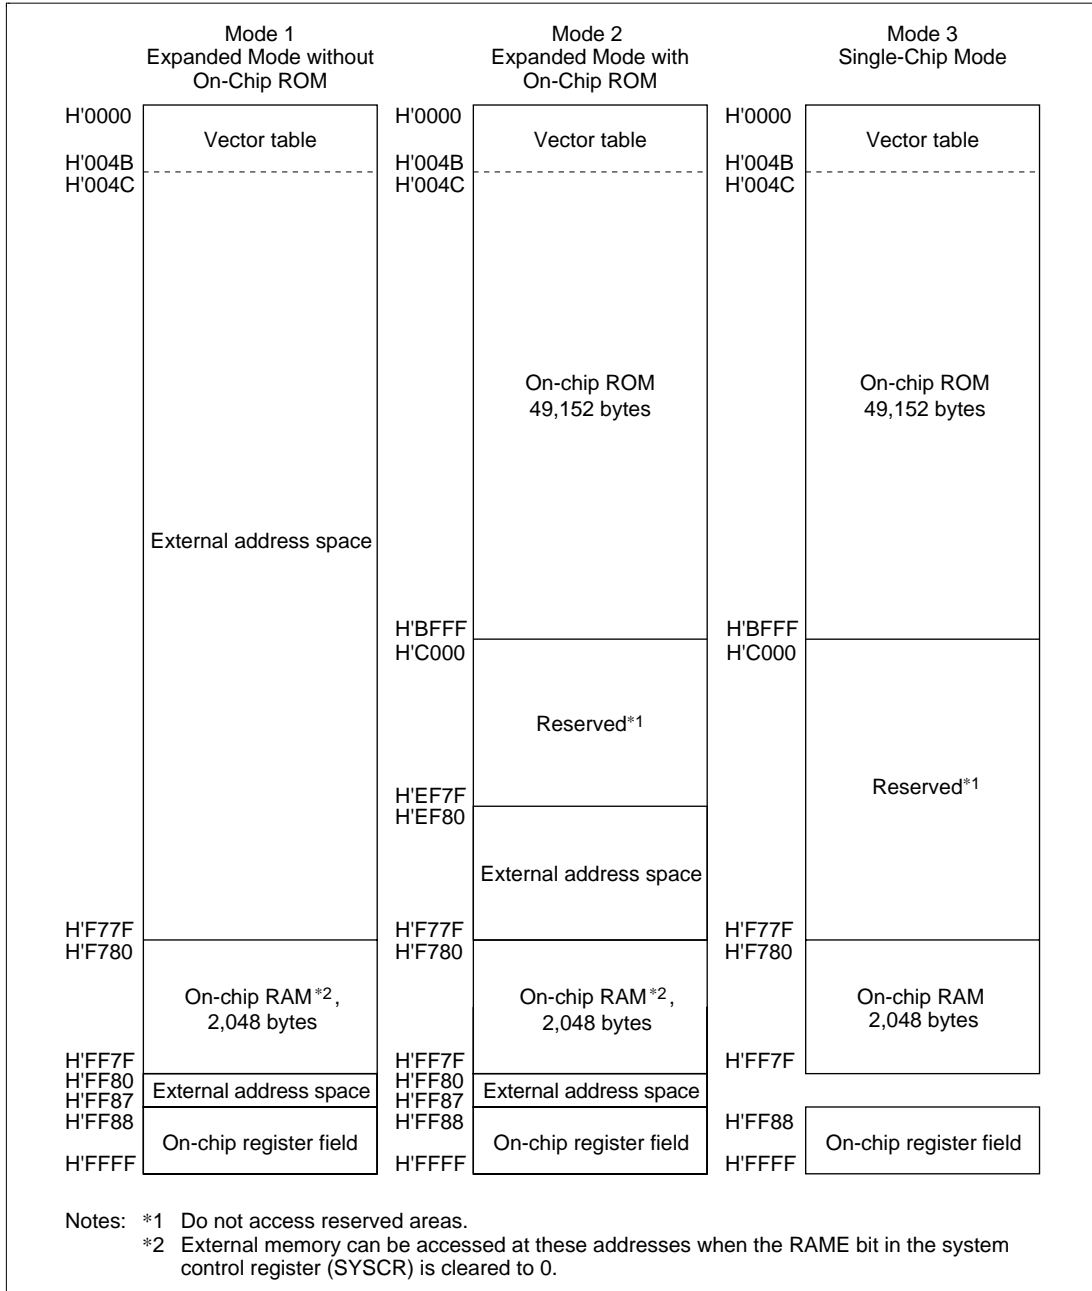 Mode 1
Expanded Mode without
On-Chip ROM
H'0000
Vector table
H'004B
H'004C
External address space
H'F77F
H'F780
On-chip RAM*2,
2,048 bytes
H'FF7F
H'FF80
External address space
H'FF87
H'FF88
On-chip register field
H'FFFF
Mode 2
Expanded Mode with
On-Chip ROM
H'0000
Vector table
H'004B
H'004C
On-chip ROM
49,152 bytes
H'BFFF
H'C000
Reserved*1
H'EF7F
H'EF80
External address space
H'F77F
H'F780
On-chip RAM*2,
2,048 bytes
H'FF7F
H'FF80
External address space
H'FF87
H'FF88
On-chip register field
H'FFFF
Mode 3
Single-Chip Mode
H'0000
Vector table
H'004B
H'004C
On-chip ROM
49,152 bytes
H'BFFF
H'C000
Reserved*1
H'F77F
H'F780
On-chip RAM
2,048 bytes
H'FF7F
H'FF88
On-chip register field
H'FFFF
Notes: *1 Do not access reserved areas.
*2 External memory can be accessed at these addresses when the RAME bit in the system
control register (SYSCR) is cleared to 0.